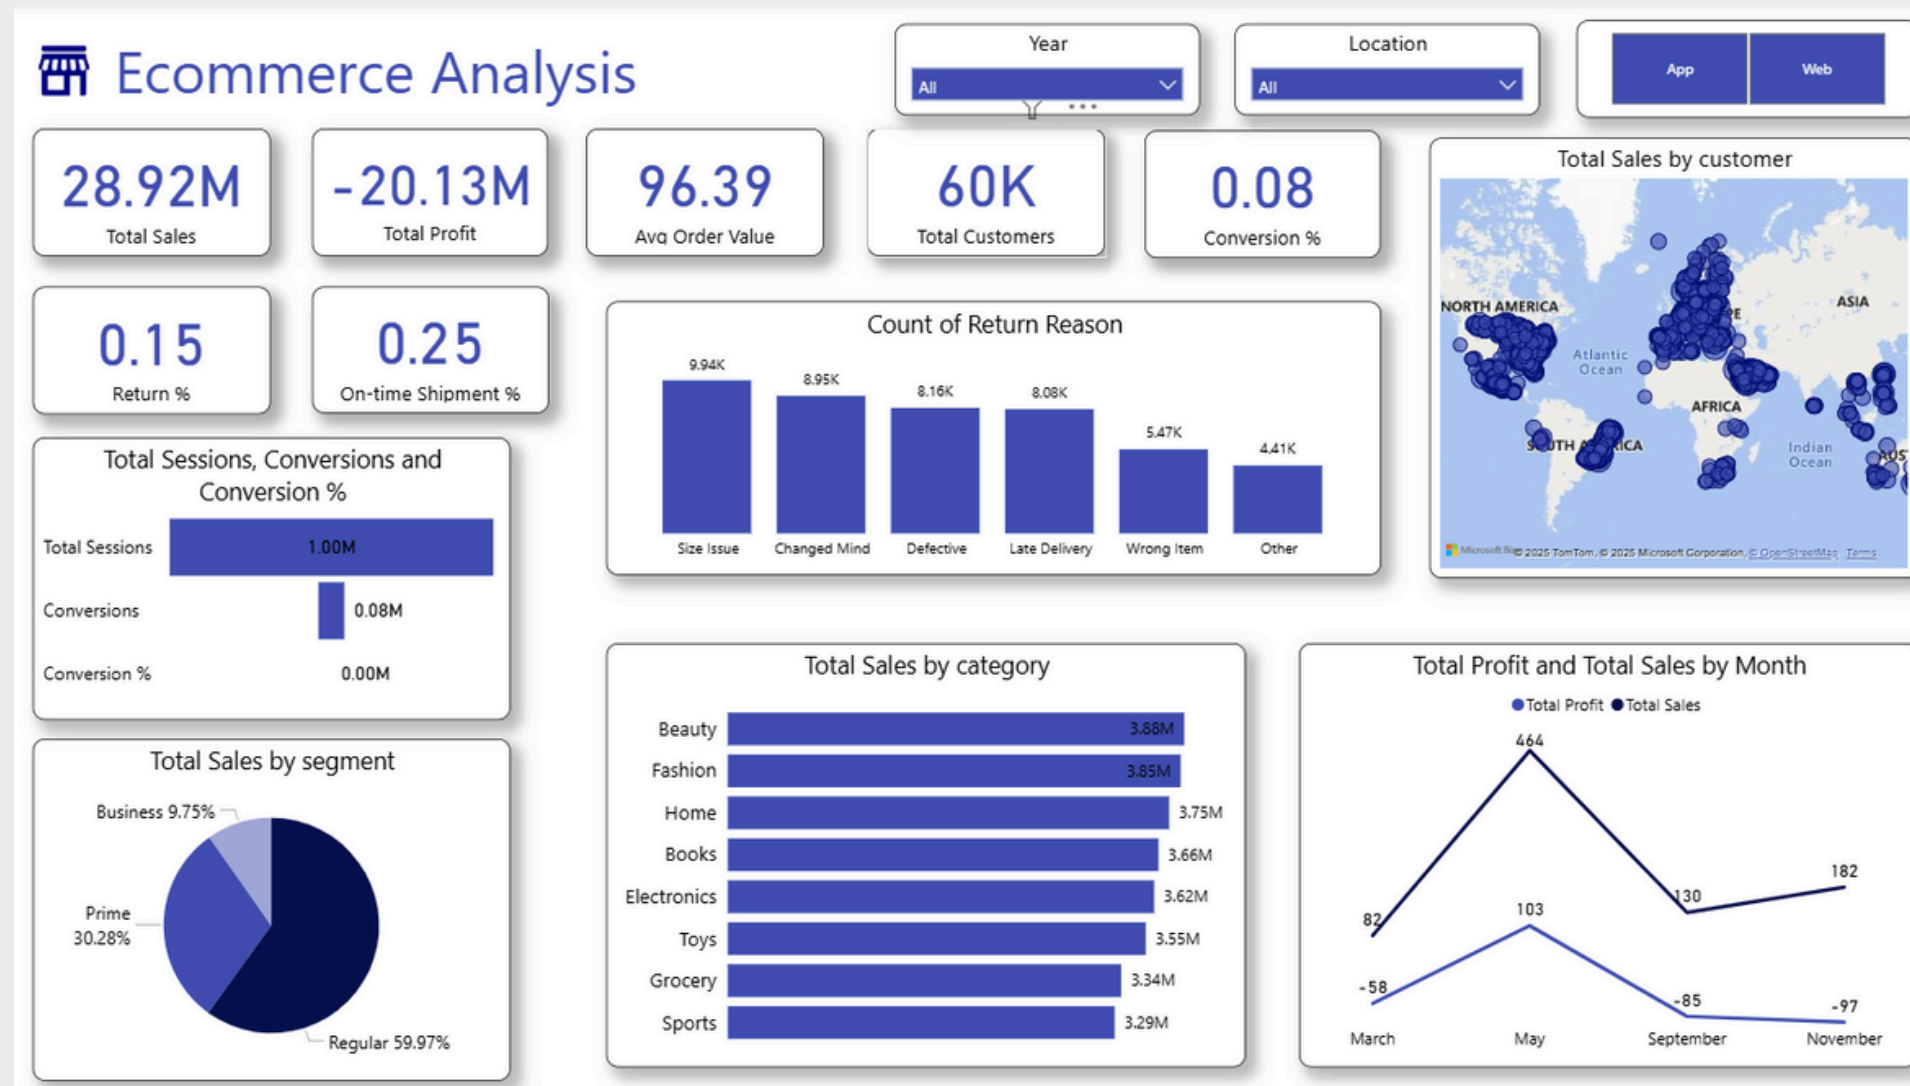 Ecommerce Analysis
Year
All
Location
All
App
Web
28.92M
Total Sales
-20.13M
Total Profit
96.39
Avg Order Value
60K
Total Customers
0.08
Conversion %
0.15
Return %
0.25
On-time Shipment %
Total Sessions, Conversions and
Conversion %
Total Sessions
1.00M
Conversions
0.08M
Conversion %
0.00M
Total Sales by segment
Business 9.75%
Prime
30.28%
Regular 59.97%
Count of Return Reason
9.94K
8.95K
8.16K
8.08K
5.47K
4.41K
Size Issue
Changed Mind
Defective
Late Delivery
Wrong Item
Other
Total Sales by category
Beauty
3.88M
Fashion
3.85M
Home
3.75M
Books
3.66M
Electronics
3.62M
Toys
3.55M
Grocery
3.34M
Sports
3.29M
Total Sales by customer
NORTH AMERICA
ASIA
Atlantic
Ocean
AFRICA
Indian
Ocean
Microsoft
© 2025 TomTom, © 2025 Microsoft Corporation, © OpenStreetMap Terms
Total Profit and Total Sales by Month
Total Profit Total Sales
464
82
130
182
103
-58
-85
-97
March
May
September
November